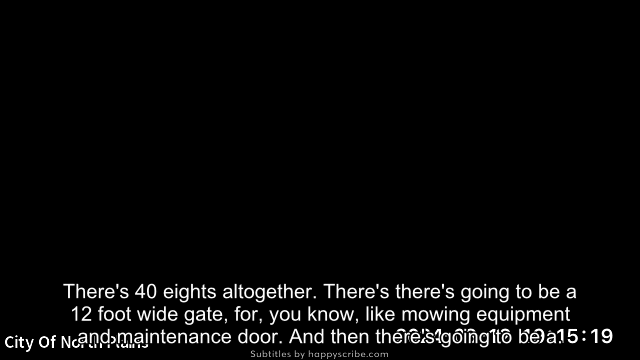 There's 40 eights altogether. There's there's going to be a
12 foot wide gate, for, you know, like mowing equipment
and maintenance door. And then there's going to be a
City Of North Plains
15:19
Subtitles by happyscribe.com